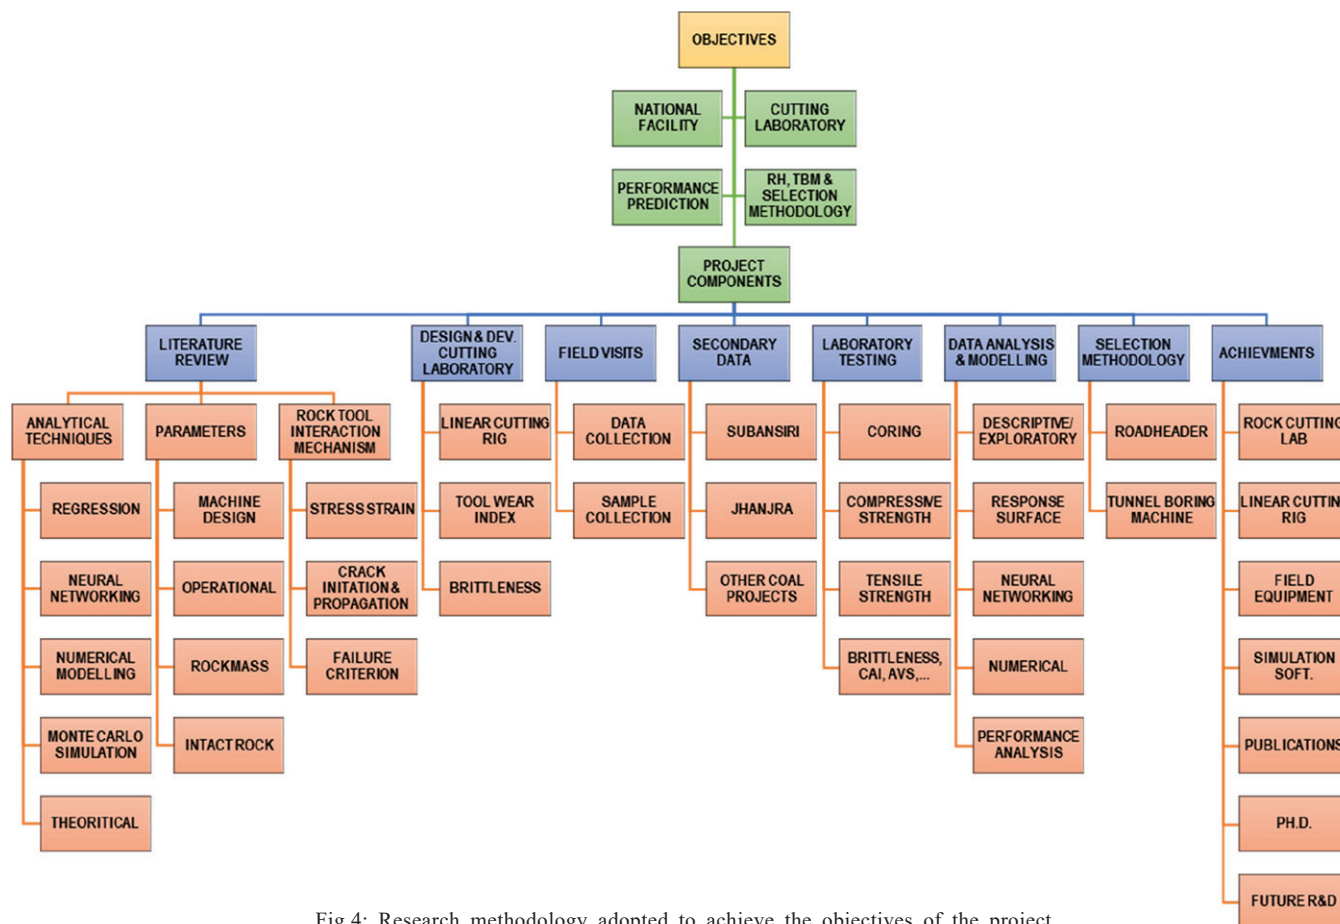 OBJECTIVES
NATIONAL
FACILITY
CUTTING
LABORATORY
PERFORMANCE
PREDICTION
RH, TBM &
SELECTION
METHODOLOGY
PROJECT
COMPONENTS
LITERATURE
REVIEW
DESIGN & DEV.
CUTTING
LABORATORY
FIELD VISITS
SECONDARY
DATA
LABORATORY
TESTING
DATA ANALYSIS
& MODELLING
SELECTION
METHODOLOGY
ACHIEVMENTS
ANALYTICAL
TECHNIQUES
REGRESSION
NEURAL
NETWORKING
NUMERICAL
MODELLING
MONTE CARLO
SIMULATION
THEORITICAL
PARAMETERS
MACHINE
DESIGN
OPERATIONAL
ROCKMASS
INTACT ROCK
ROCK TOOL
INTERACTION
MECHANISM
STRESS STRAIN
CRACK
INITATION &
PROPAGATION
FAILURE
CRITERION
LINEAR CUTTING
RIG
TOOL WEAR
INDEX
BRITTLENESS
DATA
COLLECTION
SAMPLE
COLLECTION
SUBANSIRI
JHANJRA
OTHER COAL
PROJECTS
CORING
COMPRESSIVE
STRENGTH
TENSILE
STRENGTH
BRITTLENESS,
CAI, AVS,...
DESCRIPTIVE/
EXPLORATORY
RESPONSE
SURFACE
NEURAL
NETWORKING
NUMERICAL
PERFORMANCE
ANALYSIS
ROADHEADER
TUNNEL BORING
MACHINE
ROCK CUTTING
LAB
LINEAR CUTTING
RIG
FIELD
EQUIPMENT
SIMULATION
SOFT.
PUBLICATIONS
PH.D.
FUTURE R&D
Fig.4: Research methodology adopted to achieve the objectives of the project